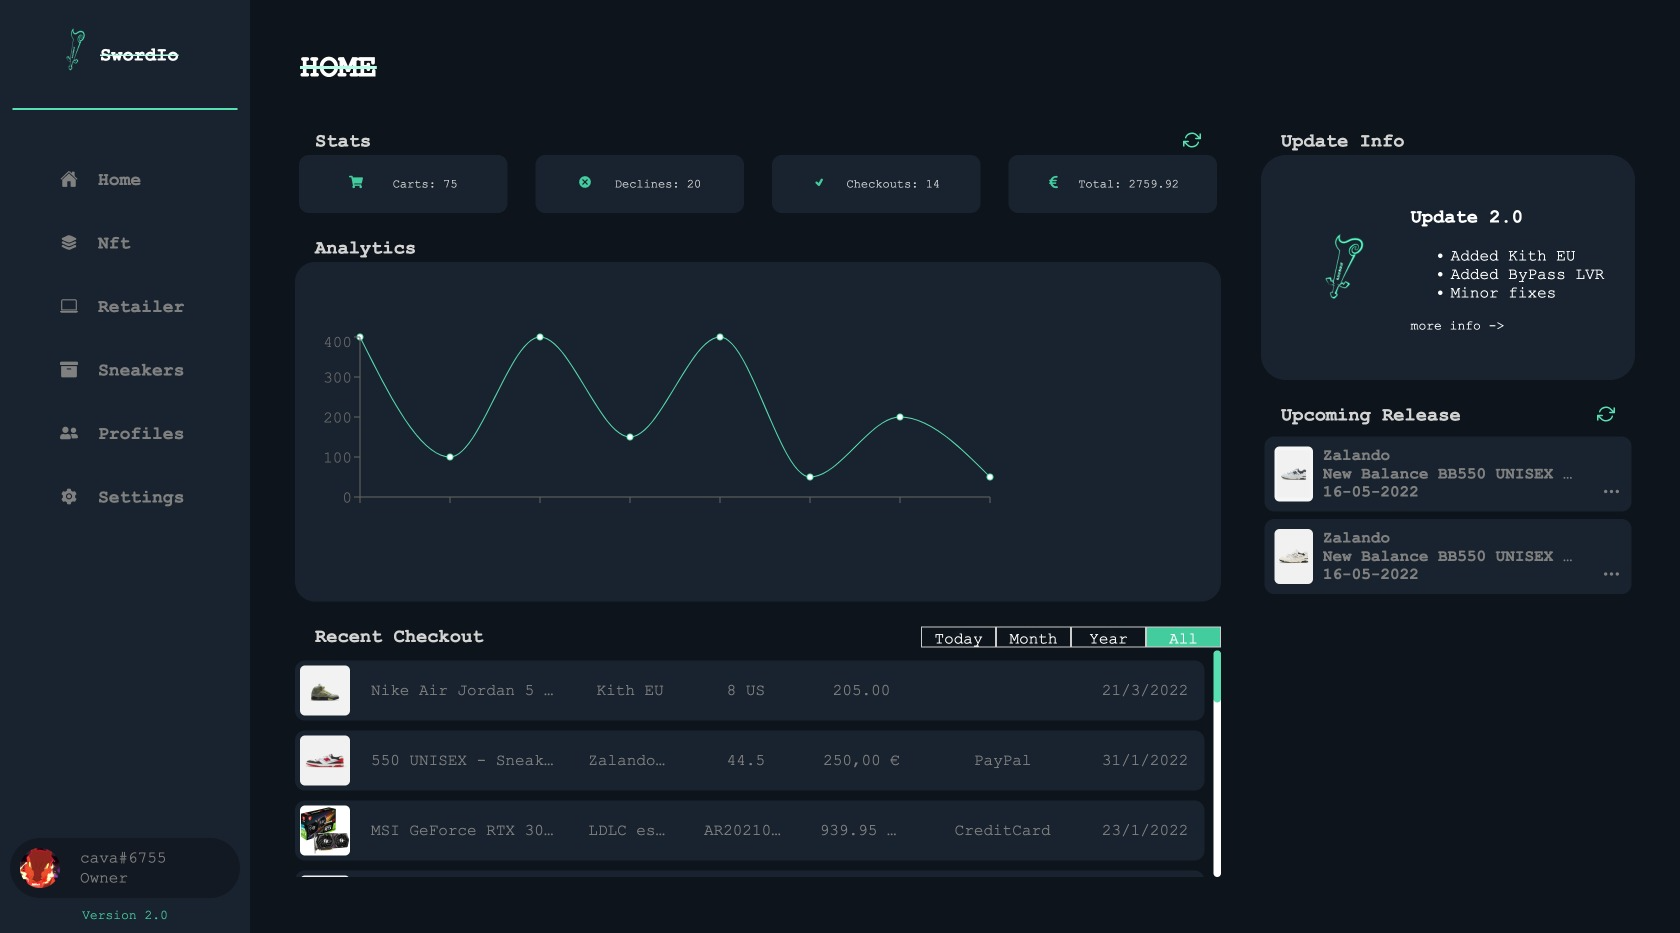 SwordIo
Home
Nft
Retailer
Sneakers
Profiles
Settings
cava#6755
Owner
Version 2.0
HOME
Stats
Carts: 75
Declines: 20
Checkouts: 14
Total: 2759.92
Analytics
400
300
200
100
0
Recent Checkout
Today Month Year All
Nike Air Jordan 5 … Kith EU 8 US 205.00 21/3/2022
550 UNISEX - Sneak… Zalando… 44.5 250,00 € PayPal 31/1/2022
MSI GeForce RTX 30… LDLC es… AR20210… 939.95 … CreditCard 23/1/2022
Update Info
Update 2.0
• Added Kith EU
• Added ByPass LVR
• Minor fixes
more info ->
Upcoming Release
Zalando
New Balance BB550 UNISEX …
16-05-2022
Zalando
New Balance BB550 UNISEX …
16-05-2022